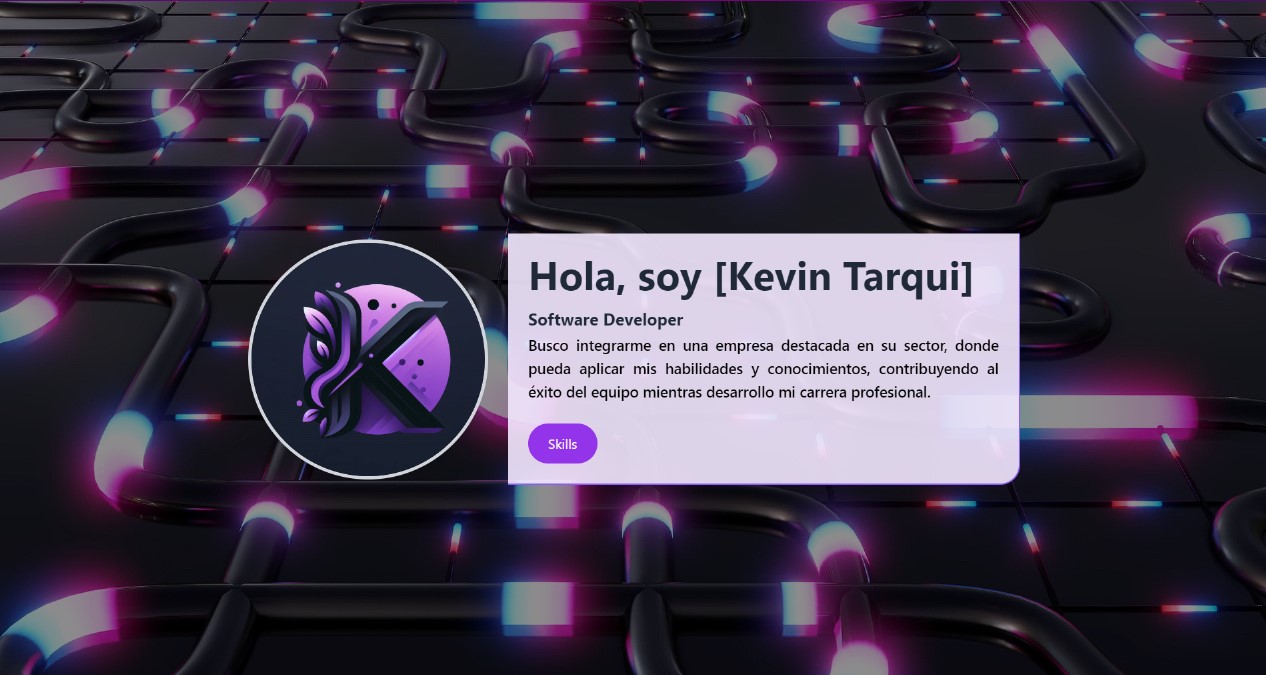 Hola, soy [Kevin Tarqui]
Software Developer
Busco integrarme en una empresa destacada en su sector, donde
pueda aplicar mis habilidades y conocimientos, contribuyendo al
éxito del equipo mientras desarrollo mi carrera profesional.
Skills